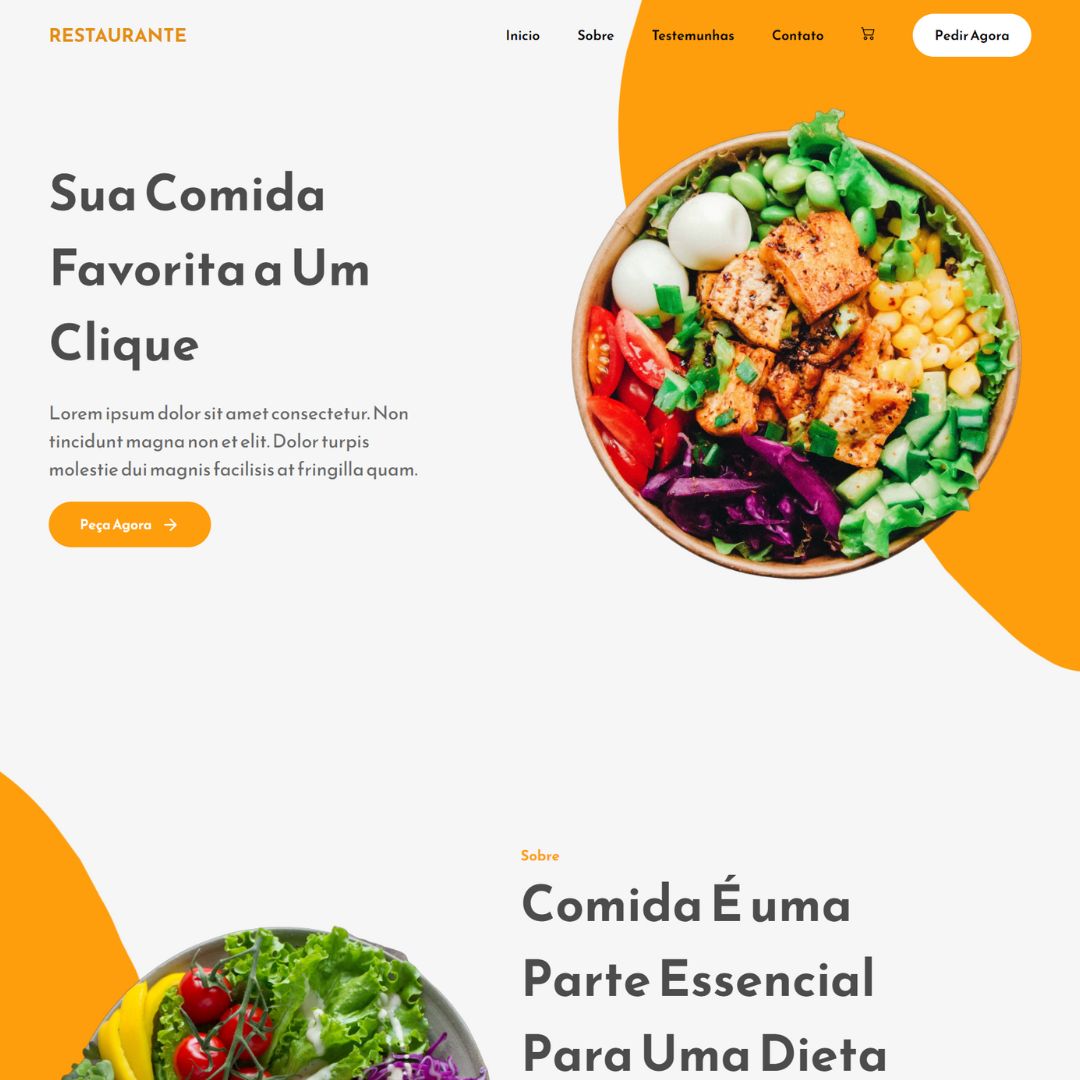 RESTAURANTE
Inicio Sobre Testemunhas Contato Pedir Agora
Sua Comida
Favorita a Um
Clique
Lorem ipsum dolor sit amet consectetur. Non
tincidunt magna non et elit. Dolor turpis
molestie dui magnis facilisis at fringilla quam.
Peça Agora
Sobre
Comida É uma
Parte Essencial
Para Uma Dieta